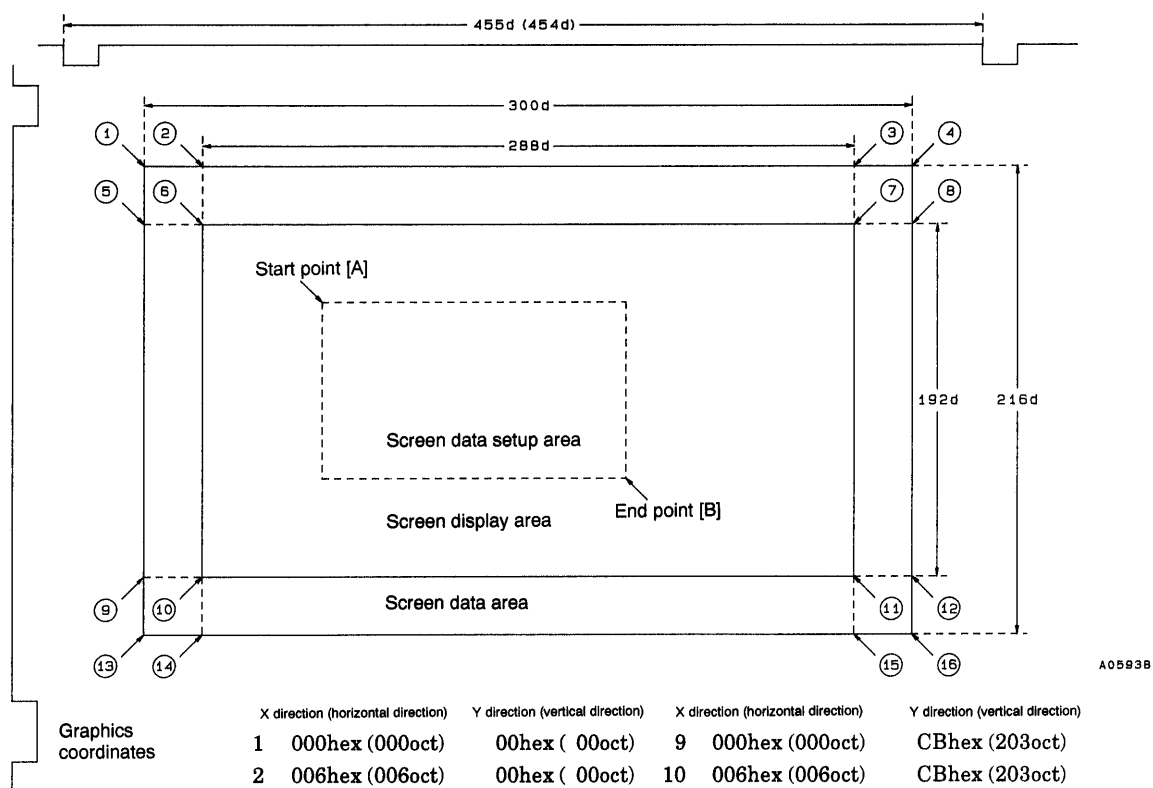 455d (454d)
300d
288d
1 2 3 4
5 6 7 8
Start point [A]
192d 216d
Screen data setup area
End point [B]
Screen display area
9 10 Screen data area 11 12
13 14 15 16
A05938
Graphics coordinates
X direction (horizontal direction) Y direction (vertical direction) X direction (horizontal direction) Y direction (vertical direction)
1 000hex (000oct) 00hex ( 00oct) 9 000hex (000oct) CBhex (203oct)
2 006hex (006oct) 00hex ( 00oct) 10 006hex (006oct) CBhex (203oct)